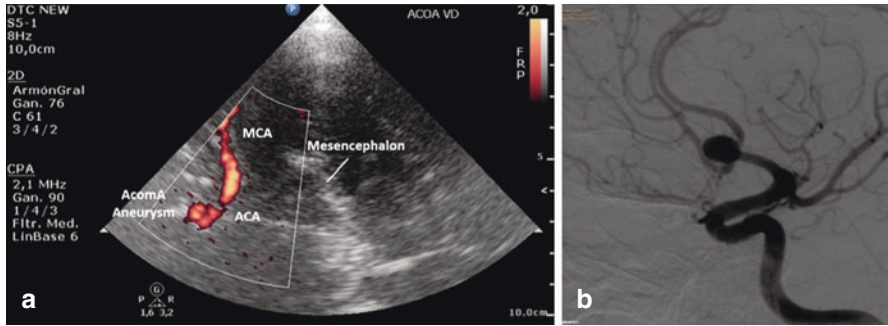 DTC NEW
S5-1
8Hz
10,0cm
2D
ArmónGral
Gan. 76
C 61
3/4/2
CPA
2,1 MHz
Gan. 90
1/4/3
Fltr. Med.
LínBase 6
P
ACOA VD
2,0
F
R
P
MCA
Mesencephalon
AcomA
Aneurysm
ACA
5
10.0cm
G
P R
1,6 3,2
a
b